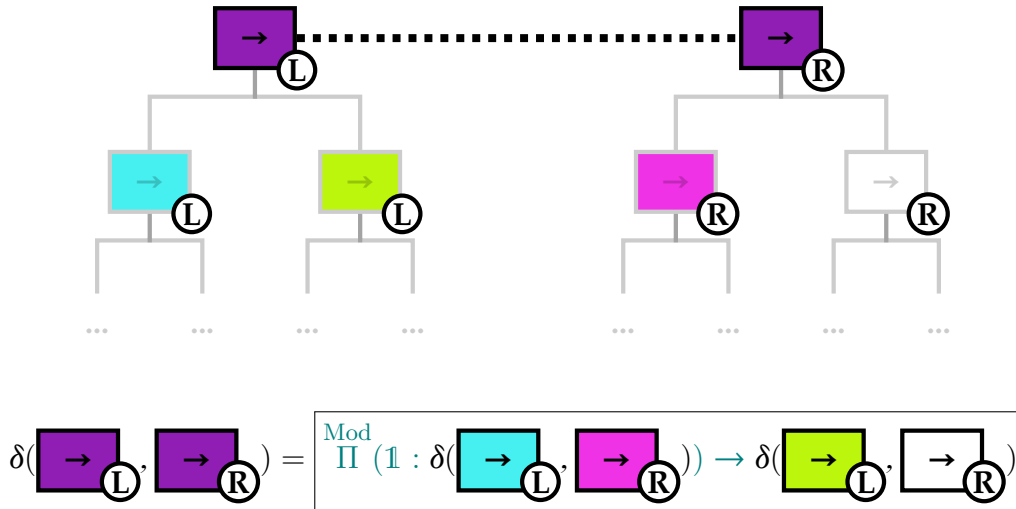 → L → R
→ L → L → R → R
... ... ... ... ... ... ... ...
δ( → L , → R ) = Mod Π (𝟙 : δ( → L , → R )) → δ( → L , → R )